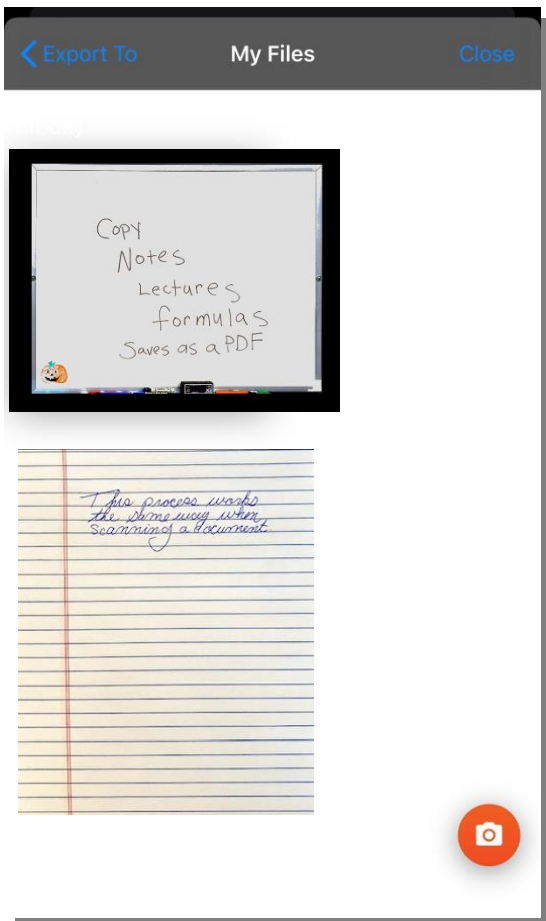 Export To
My Files
Close
Copy
Notes
Lectures
formulas
Saves as a PDF
This process works
the same way when
Scanning a document.